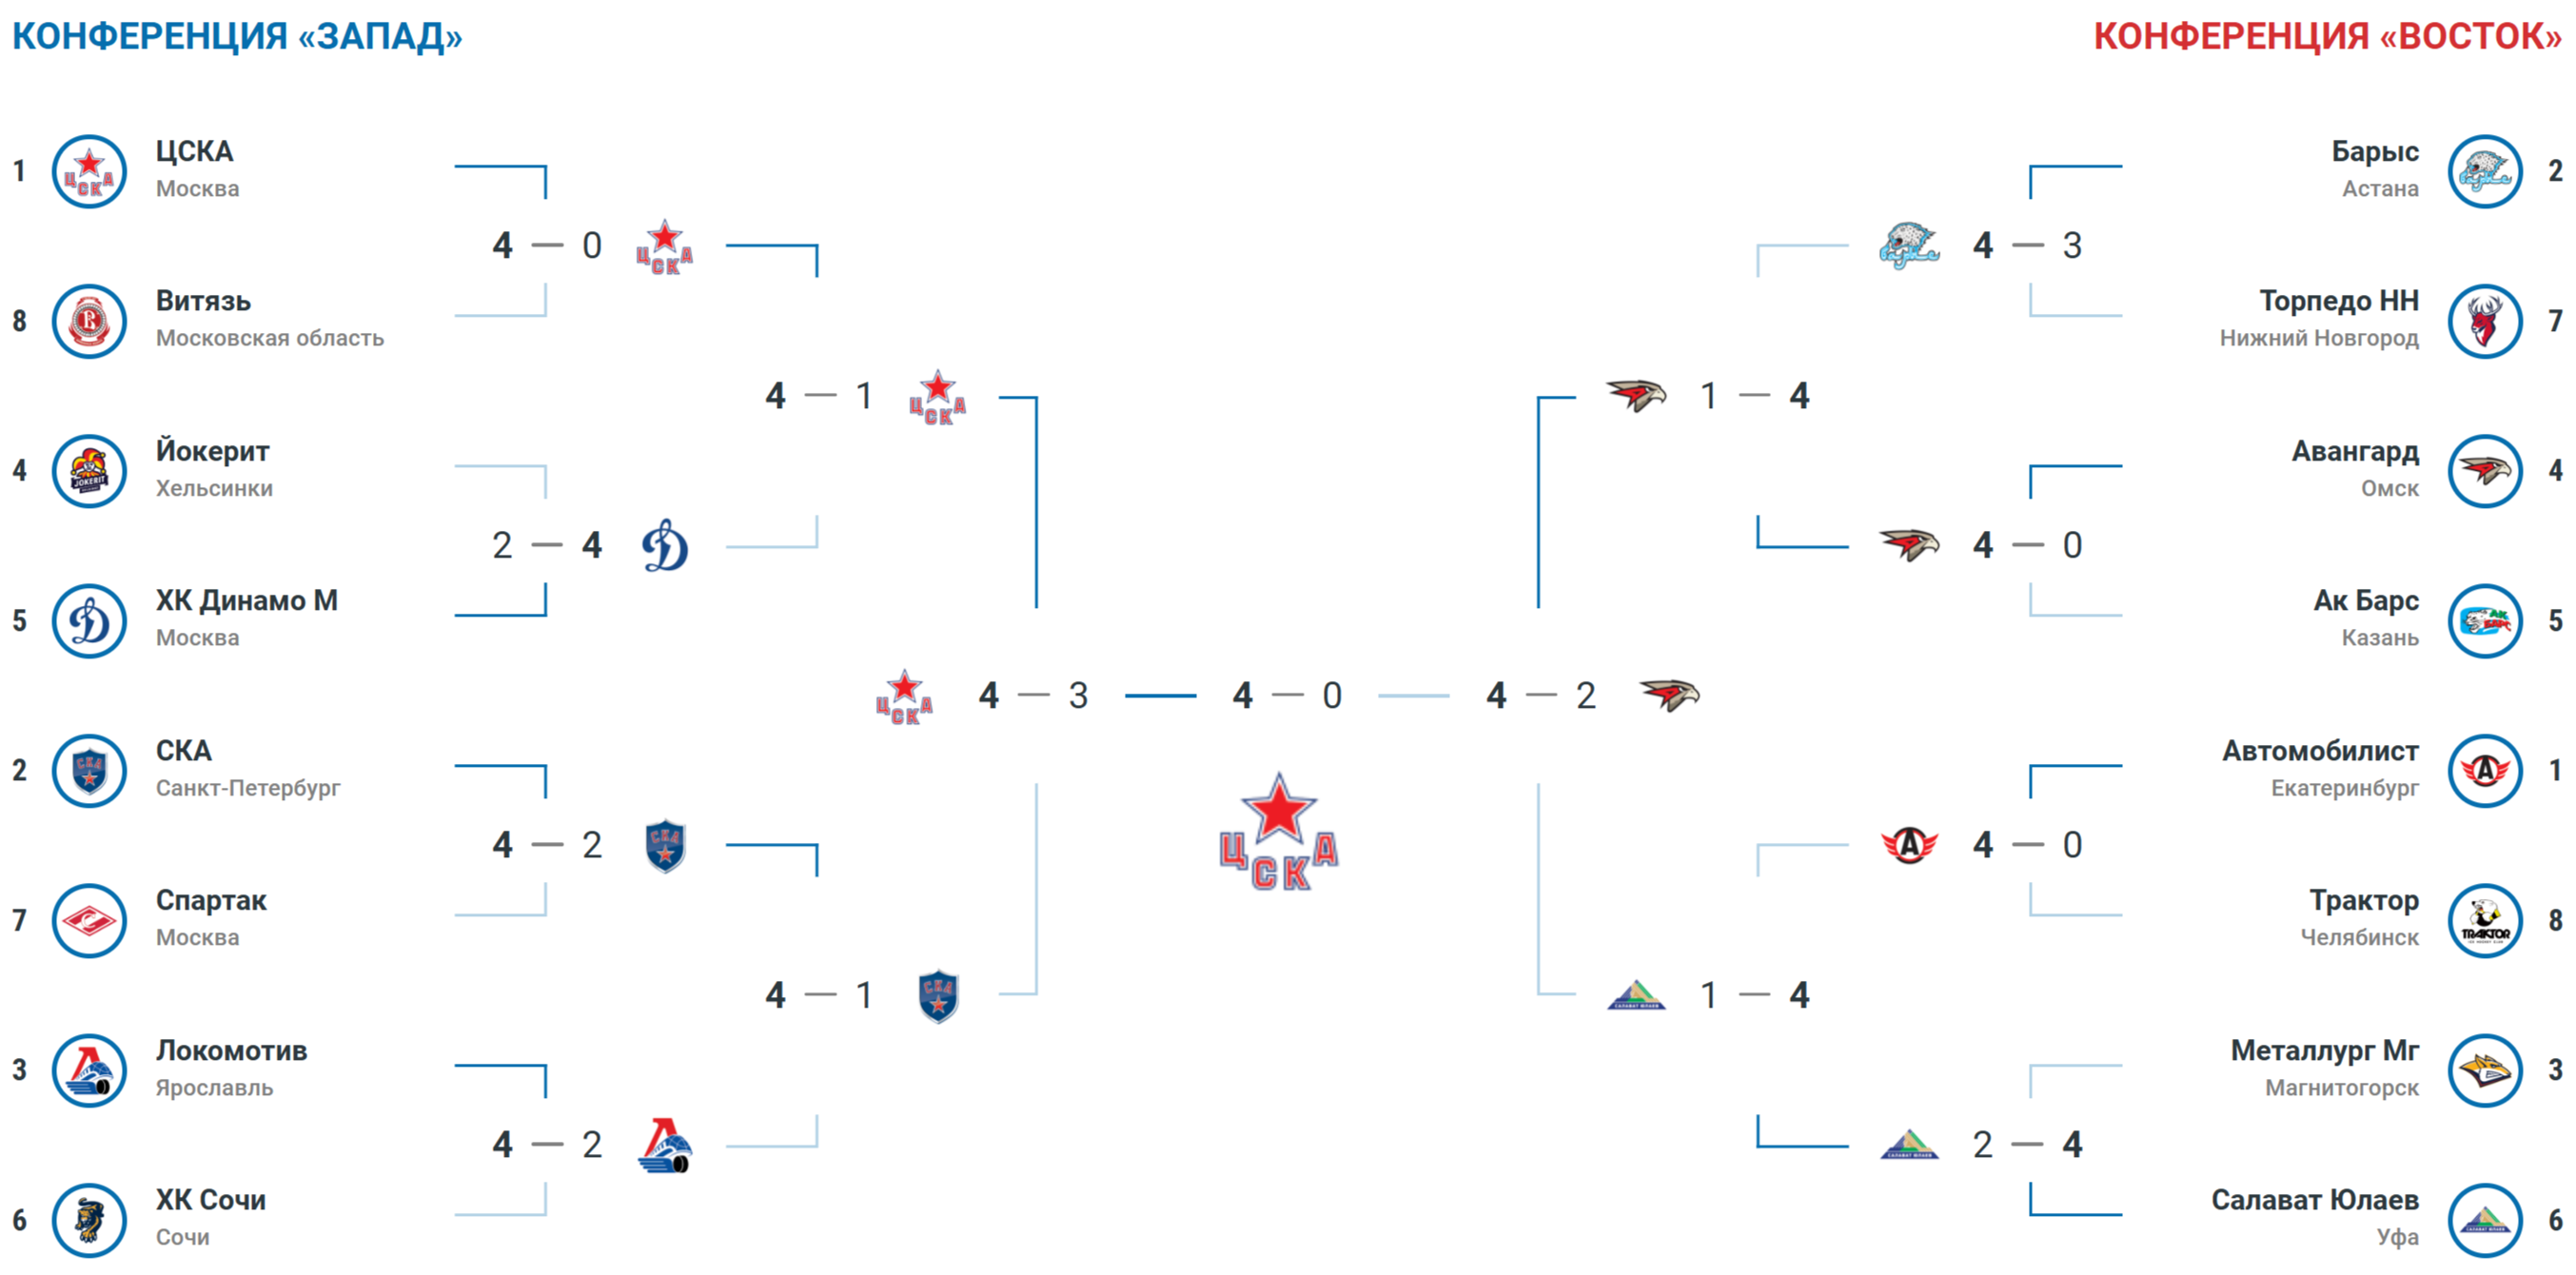 КОНФЕРЕНЦИЯ «ЗАПАД»
1 ЦСКА
Москва
4 — 0
8 Витязь
Московская область
4 — 1
4 Йокерит
Хельсинки
2 — 4
5 ХК Динамо М
Москва
2 СКА
Санкт-Петербург
4 — 2
7 Спартак
Москва
4 — 1
3 Локомотив
Ярославль
4 — 2
6 ХК Сочи
Сочи
4 — 3
4 — 0
4 — 2
ЦСКА
КОНФЕРЕНЦИЯ «ВОСТОК»
Барыс 2
Астана
4 — 3
Торпедо НН 7
Нижний Новгород
1 — 4
Авангард 4
Омск
4 — 0
Ак Барс 5
Казань
Автомобилист 1
Екатеринбург
4 — 0
Трактор 8
Челябинск
1 — 4
Металлург Мг 3
Магнитогорск
2 — 4
Салават Юлаев 6
Уфа